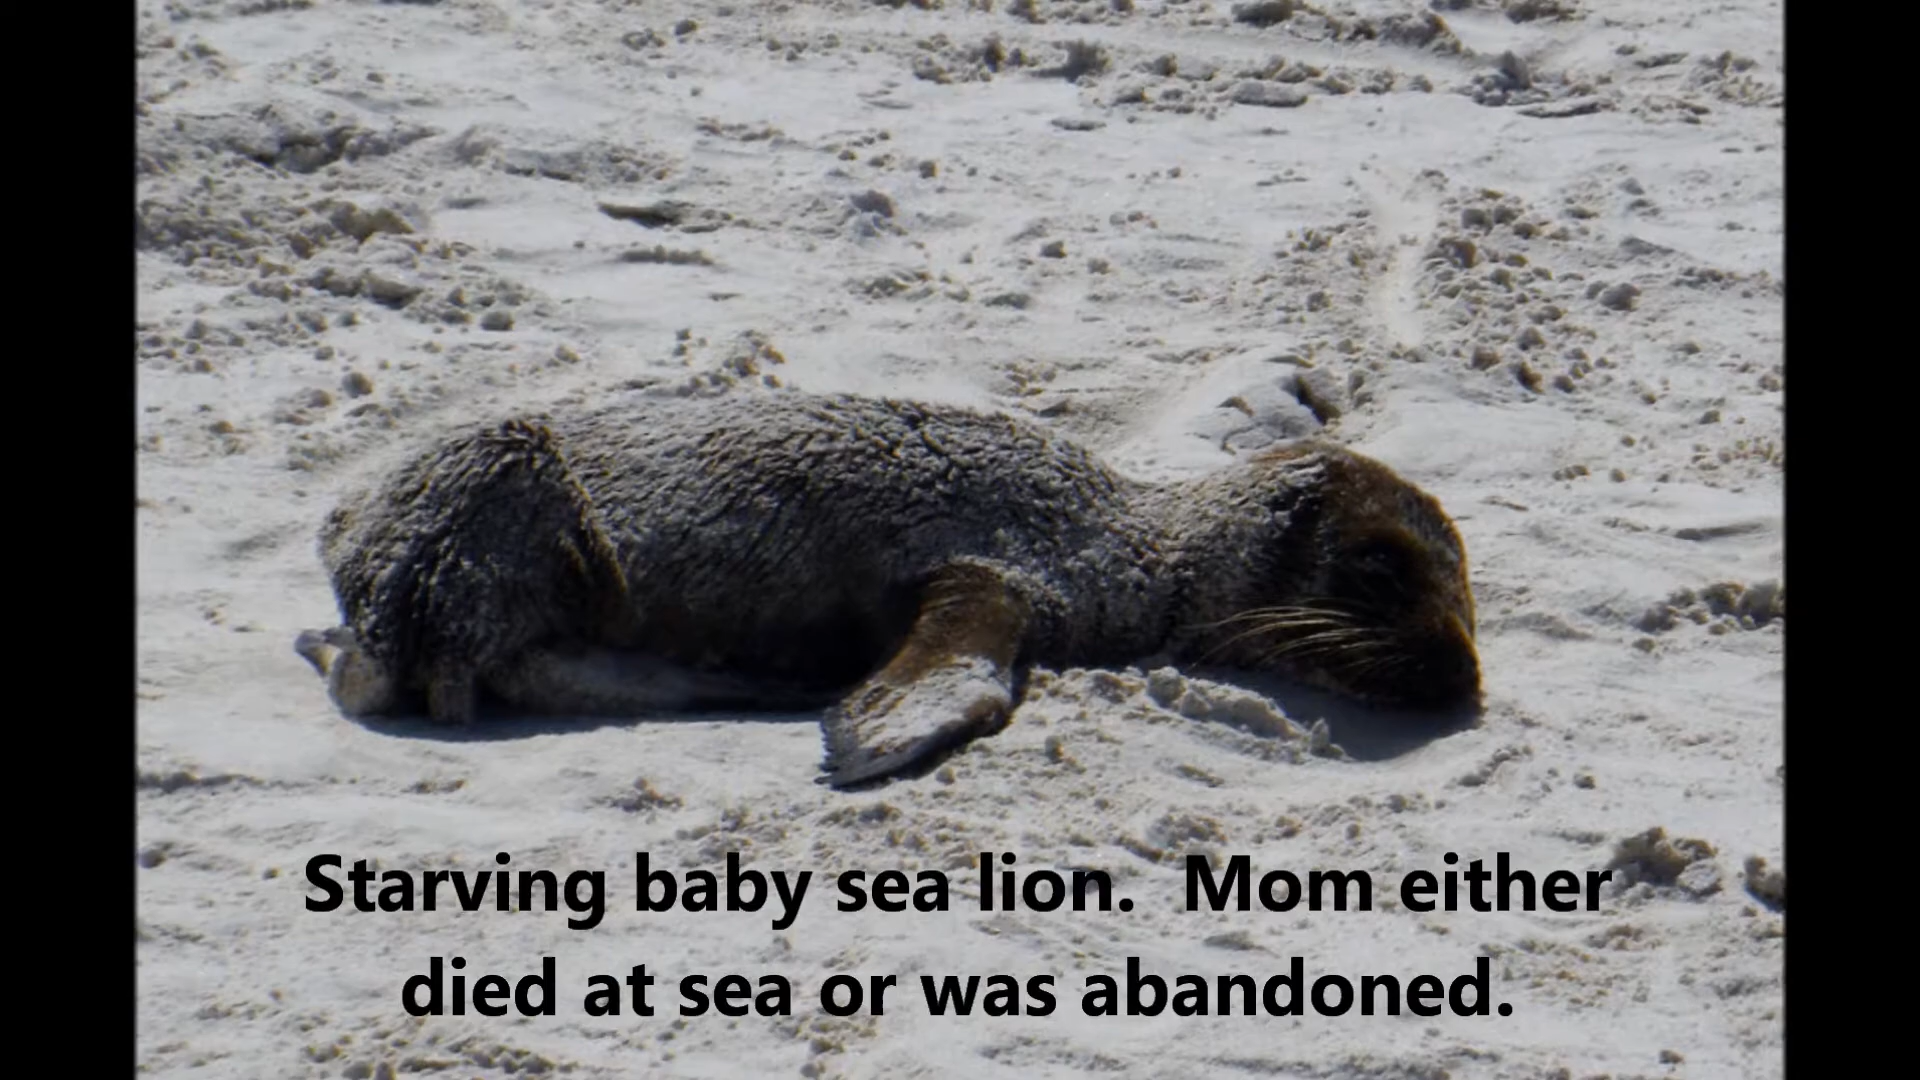 Starving baby sea lion.  Mom either
died at sea or was abandoned.